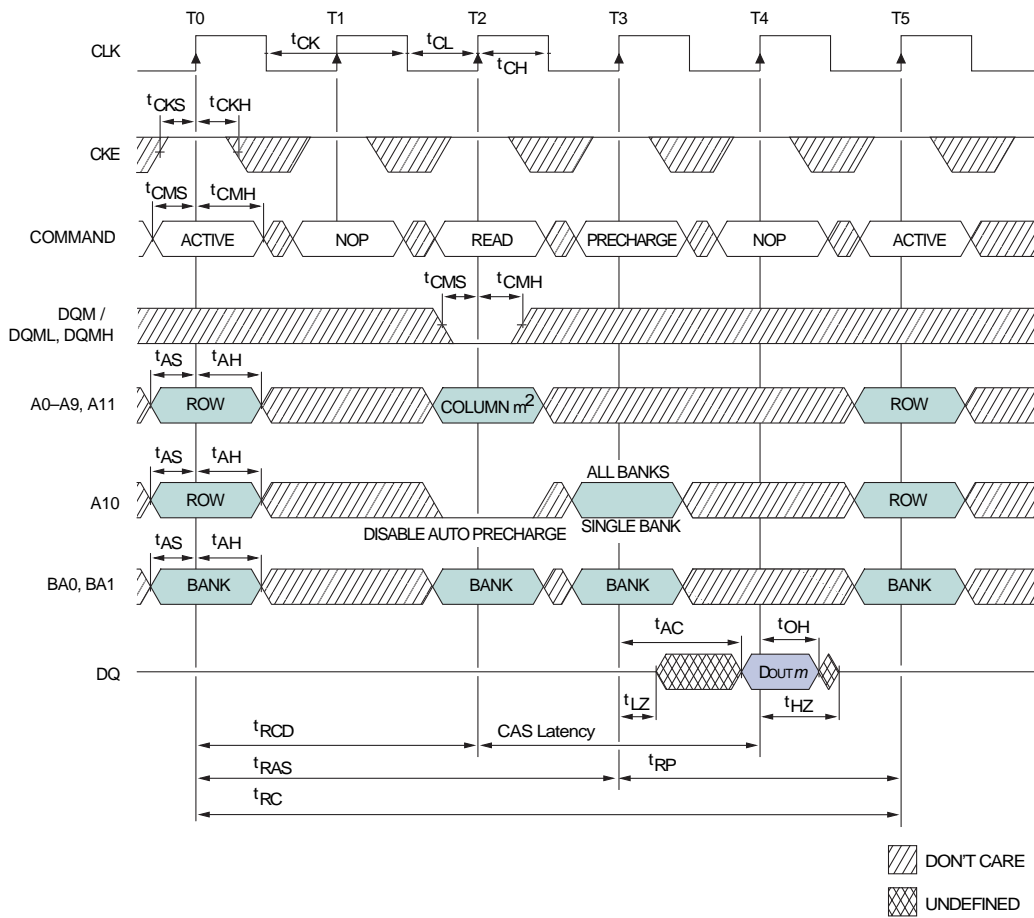 T0 T1 T2 T3 T4 T5
CLK
tCK tCL
tCH
tCKS tCKH
CKE
tCMS tCMH
COMMAND ACTIVE NOP READ PRECHARGE NOP ACTIVE
tCMS tCMH
DQM /
DQML, DQMH
tAS tAH
A0–A9, A11 ROW COLUMN m2 ROW
tAS tAH
ALL BANKS
A10 ROW ROW
DISABLE AUTO PRECHARGE SINGLE BANK
tAS tAH
BA0, BA1 BANK BANK BANK BANK
tAC tOH
DQ DOUT m
tLZ tHZ
tRCD CAS Latency
tRAS tRP
tRC
DON'T CARE
UNDEFINED